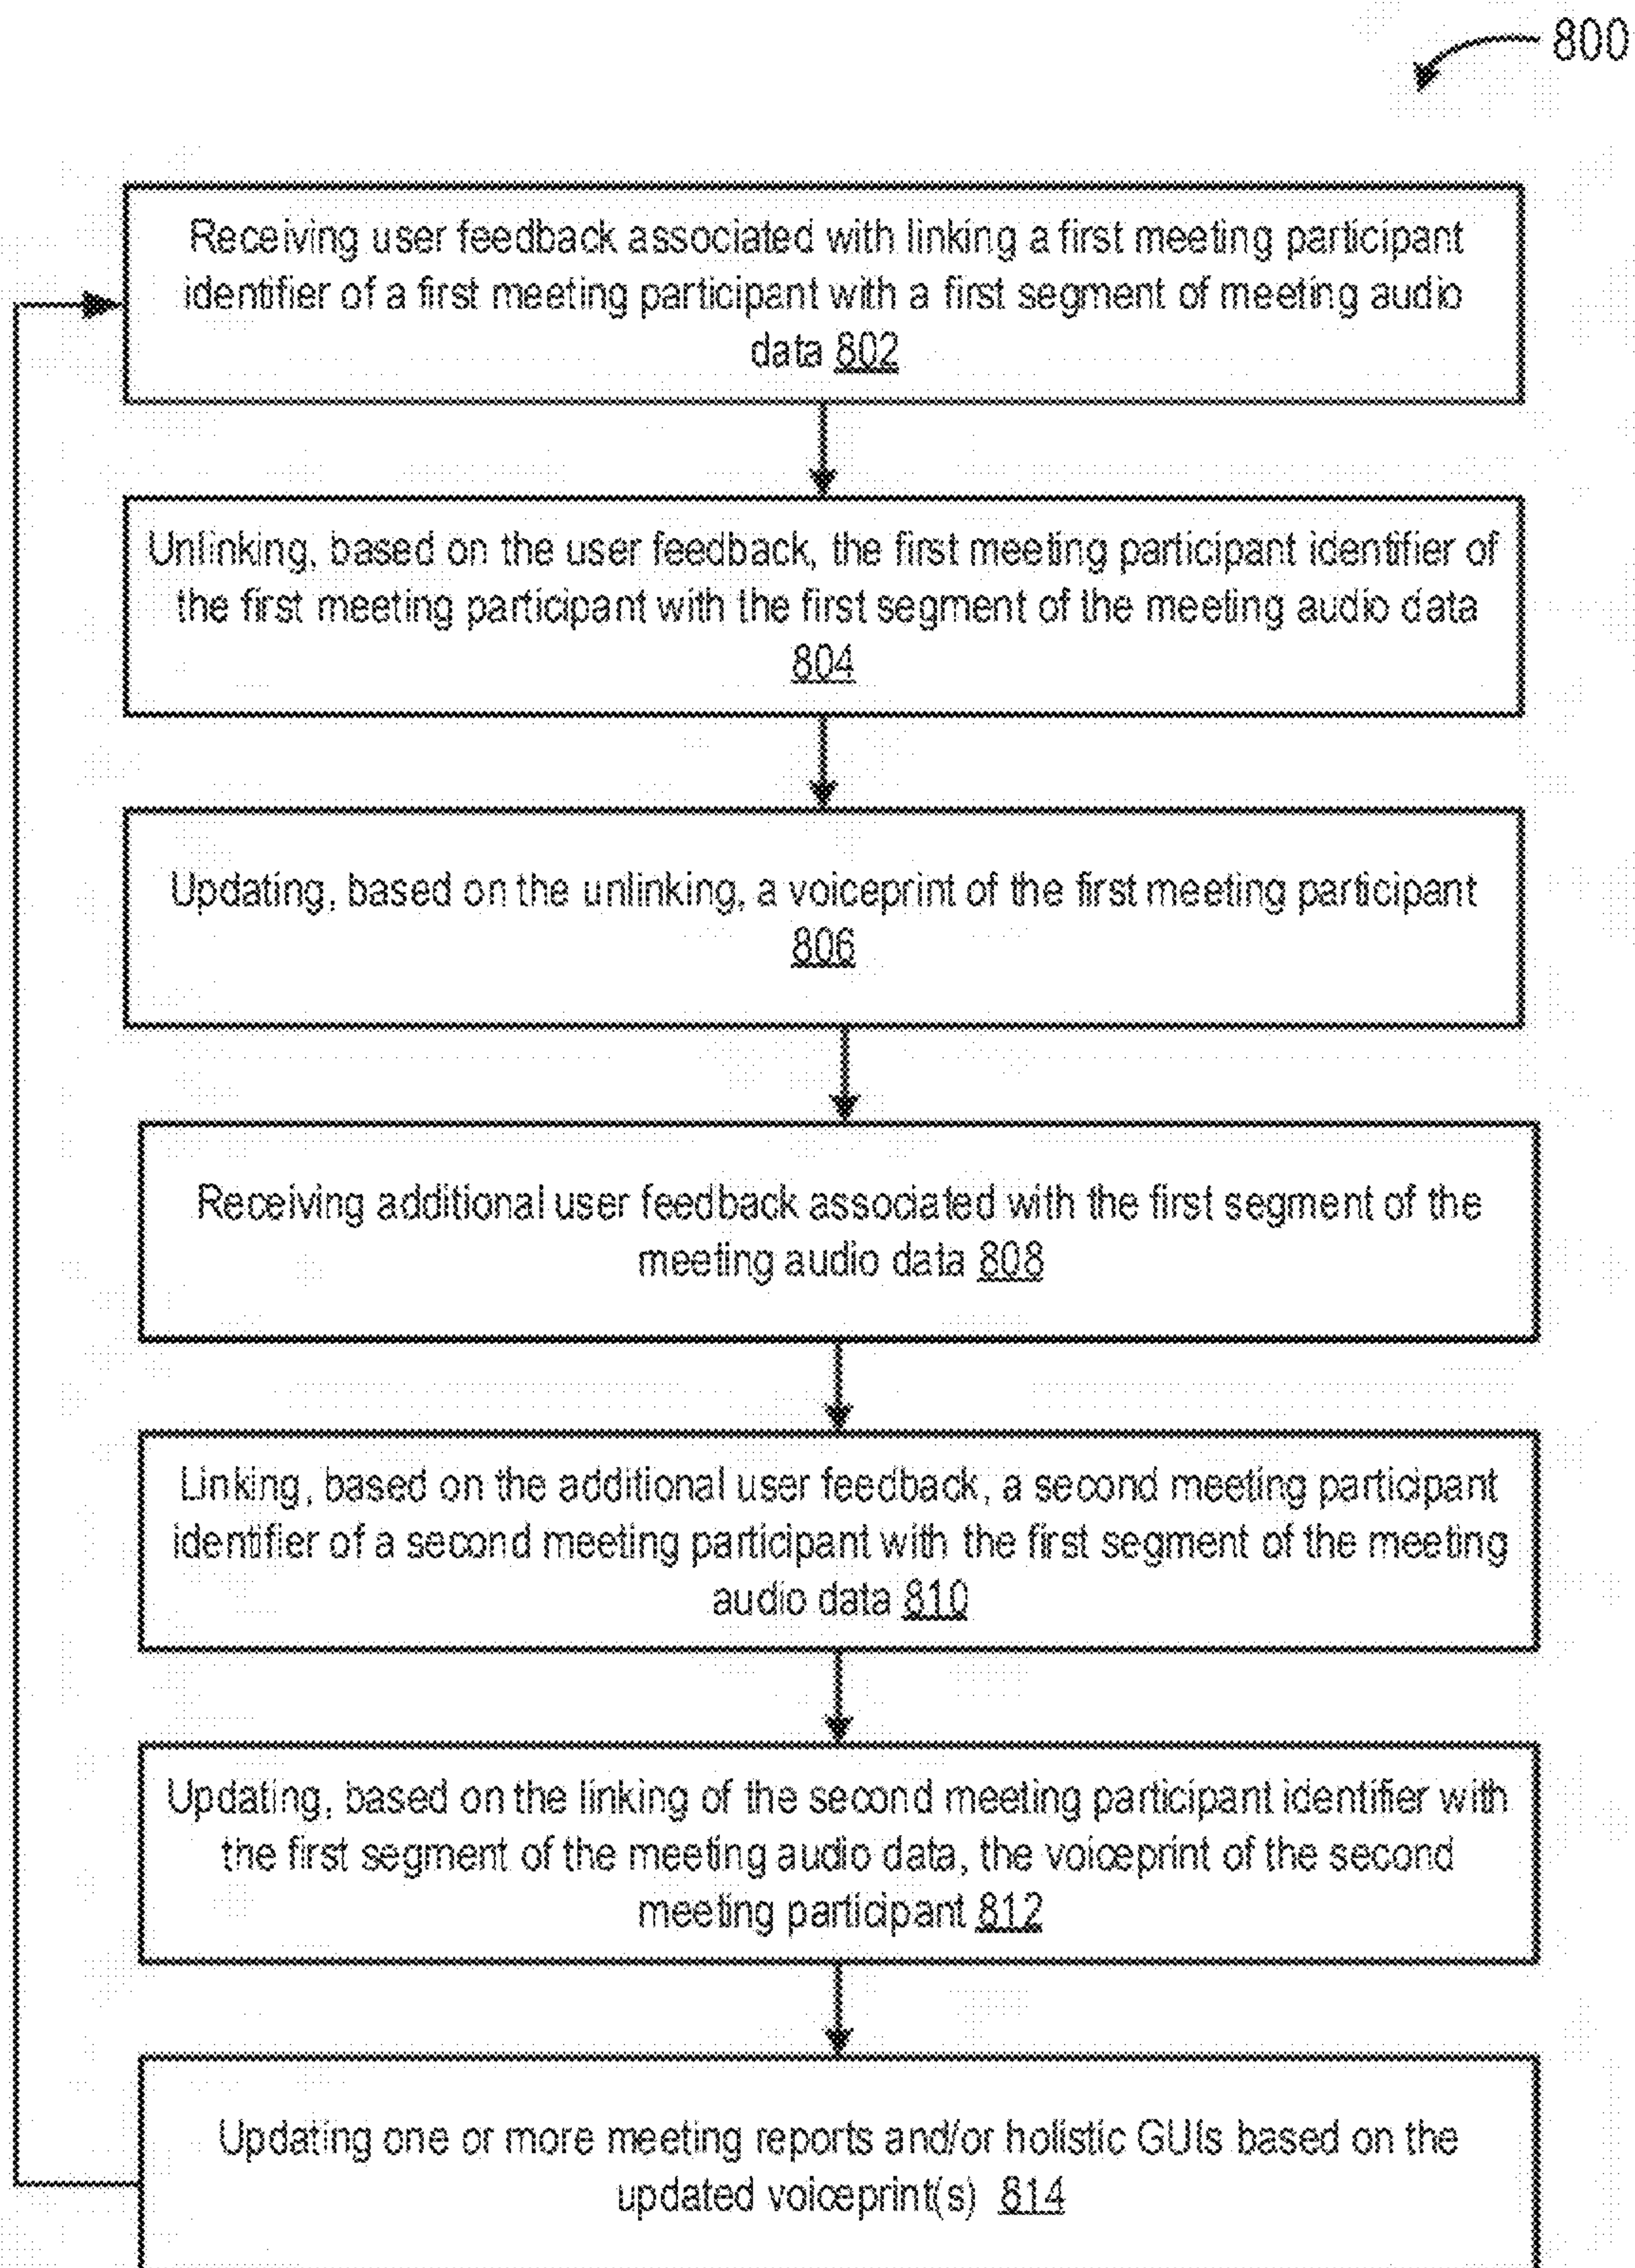 800
Receiving user feedback associated with linking a first meeting participant
identifier of a first meeting participant with a first segment of meeting audio
data 802
Unlinking, based on the user feedback, the first meeting participant identifier of
the first meeting participant with the first segment of the meeting audio data
804
Updating, based on the unlinking, a voiceprint of the first meeting participant
806
Receiving additional user feedback associated with the first segment of the
meeting audio data 808
Linking, based on the additional user feedback, a second meeting participant
identifier of a second meeting participant with the first segment of the meeting
audio data 810
Updating, based on the linking of the second meeting participant identifier with
the first segment of the meeting audio data, the voiceprint of the second
meeting participant 812
Updating one or more meeting reports and/or holistic GUIs based on the
updated voiceprint(s) 814